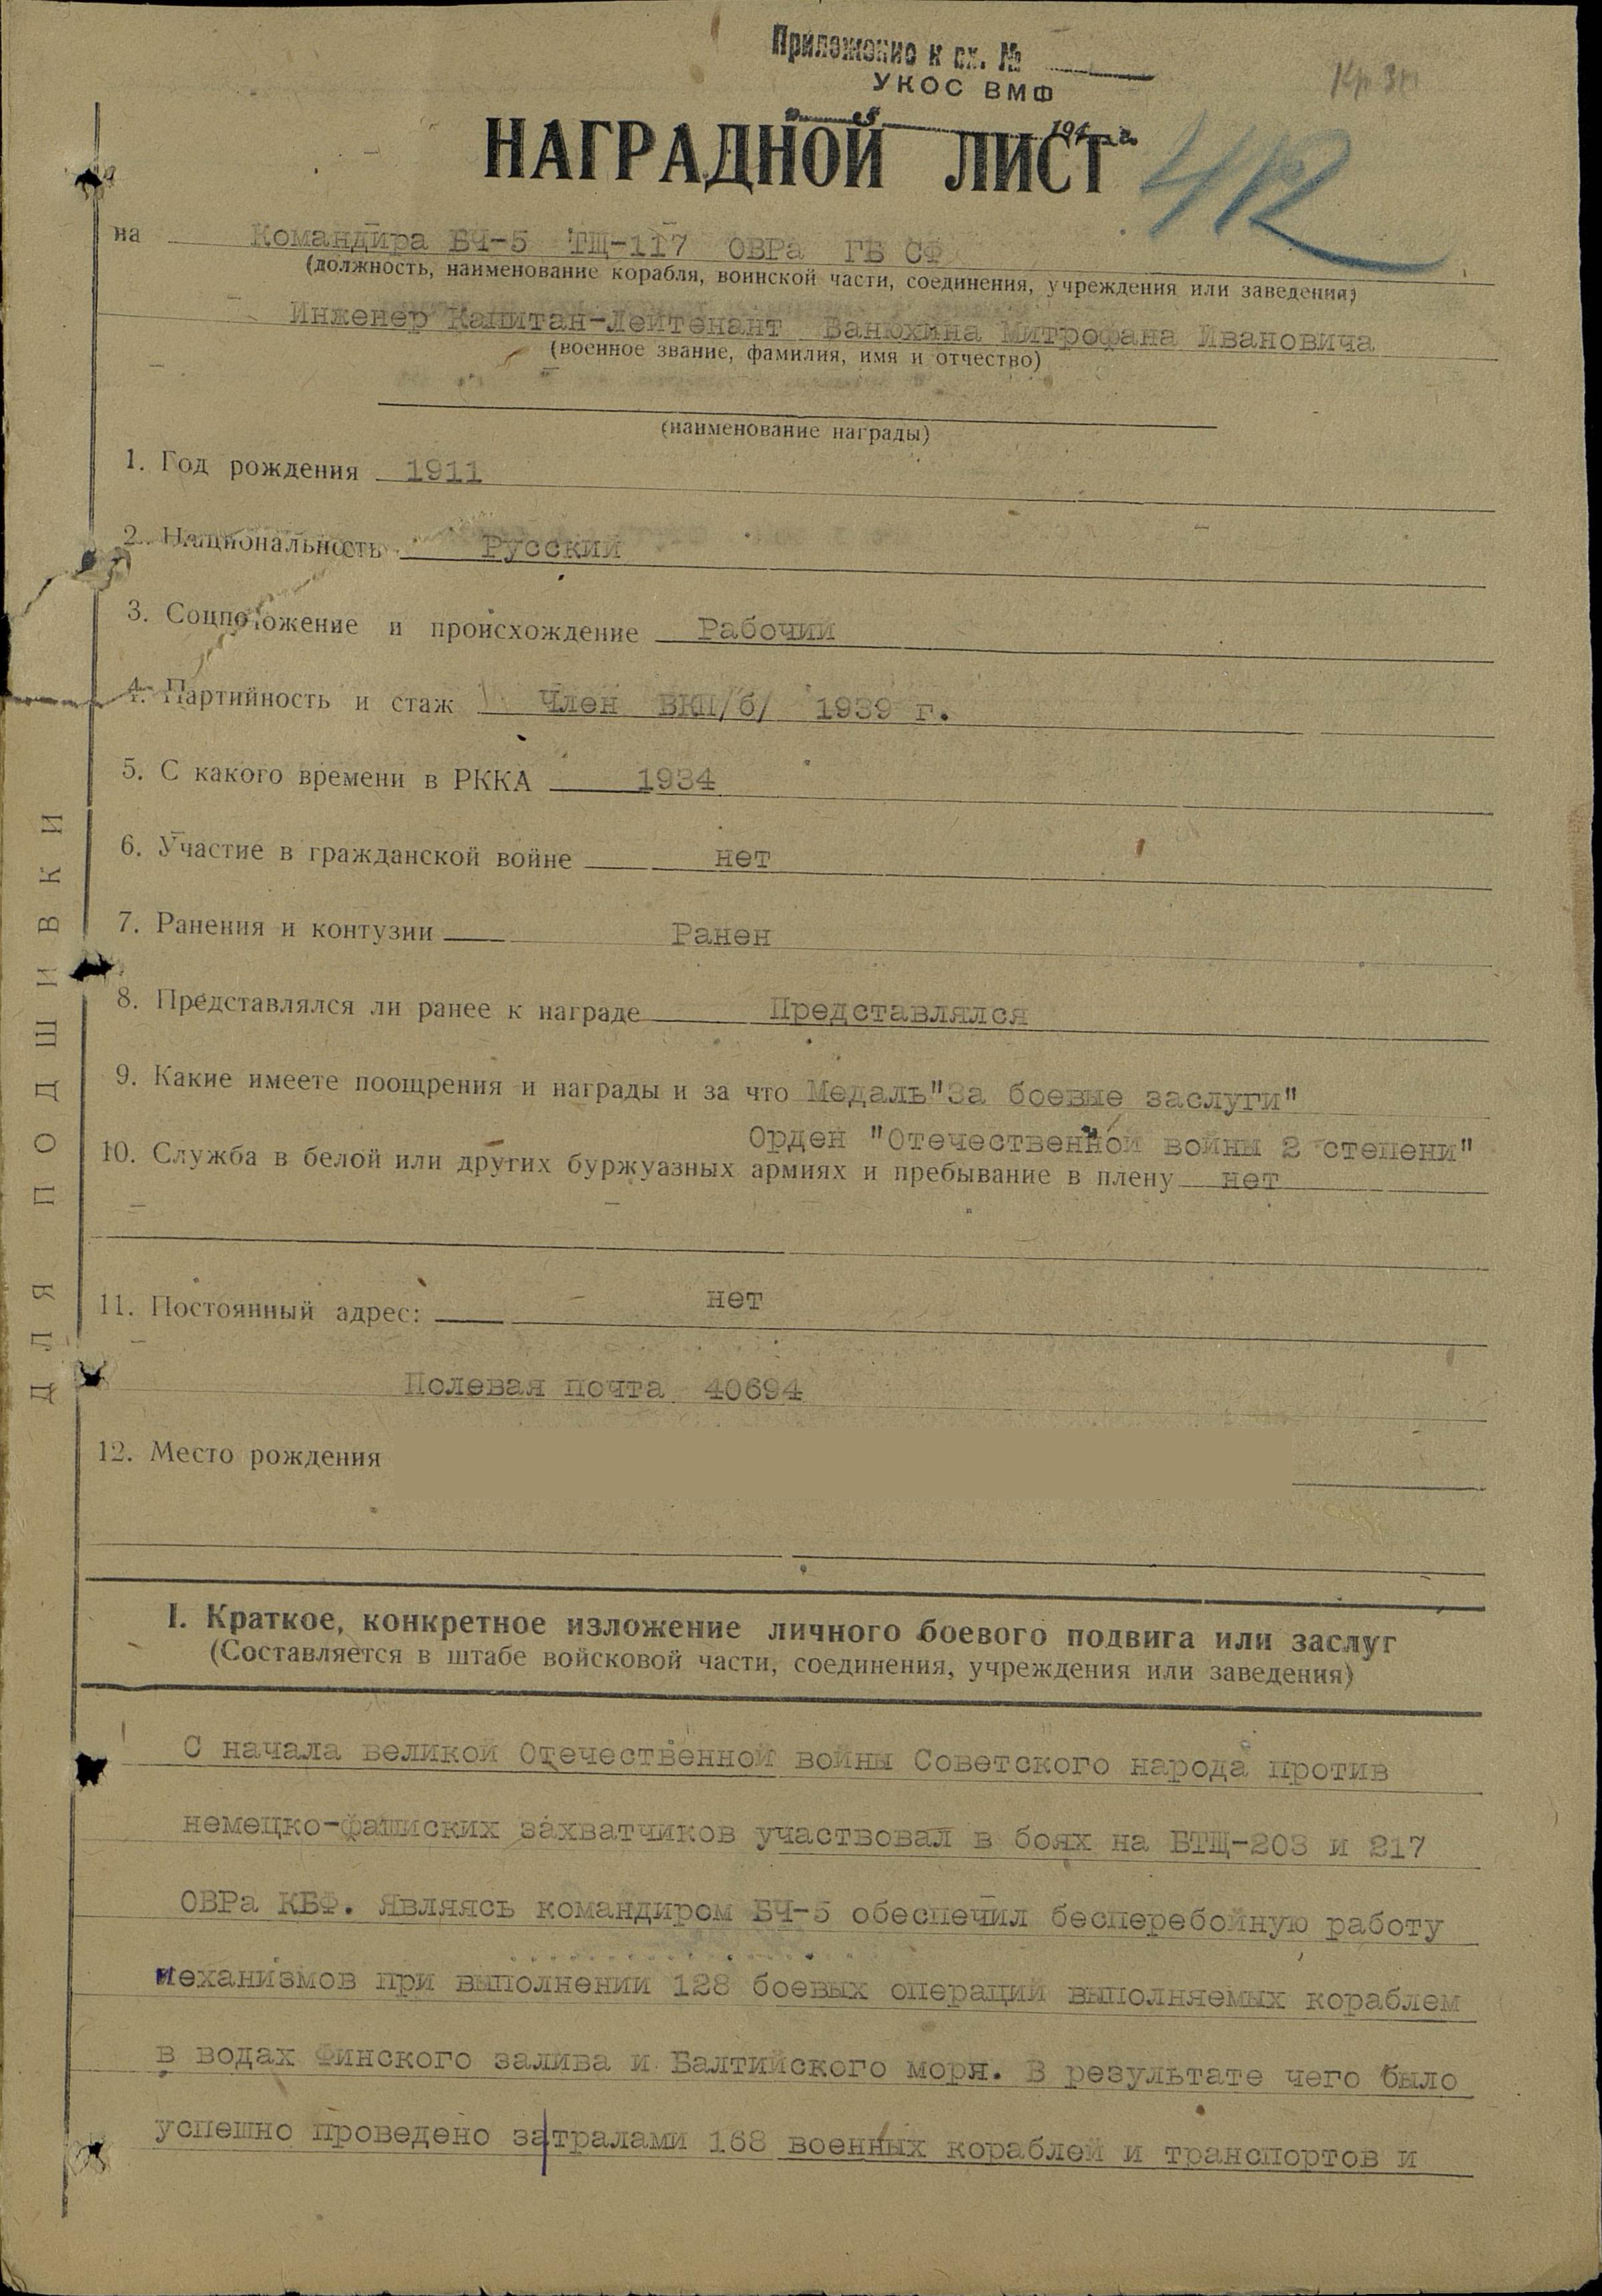 Приложение к вх. №
УКОС ВМФ
194 г.
412
НАГРАДНОЙ ЛИСТ
на Командира БЧ-5 ТЩ-117 ОВРа ГБ СФ
(должность, наименование корабля, воинской части, соединения, учреждения или заведения)
Инженер Капитан-Лейтенант Ванюхина Митрофана Ивановича
(военное звание, фамилия, имя и отчество)
(наименование награды)
1. Год рождения 1911
2. Национальность Русский
3. Соцположение и происхождение Рабочий
4. Партийность и стаж Член ВКП/б/ 1939 г.
5. С какого времени в РККА 1934
6. Участие в гражданской войне нет
7. Ранения и контузии Ранен
8. Представлялся ли ранее к награде Представлялся
9. Какие имеете поощрения и награды и за что Медаль"За боевые заслуги"
Орден "Отечественной войны 2 степени"
10. Служба в белой или других буржуазных армиях и пребывание в плену нет
11. Постоянный адрес: нет
Полевая почта 40694
12. Место рождения
I. Краткое, конкретное изложение личного боевого подвига или заслуг
(Составляется в штабе войсковой части, соединения, учреждения или заведения)
С начала великой Отечественной войны Советского народа против
немецко-фашиских захватчиков участвовал в боях на БТЩ-203 и 217
ОВРа КБФ. Являясь командиром БЧ-5 обеспечил бесперебойную работу
механизмов при выполнении 128 боевых операций выполняемых кораблем
в водах Финского залива и Балтийского моря. В результате чего было
успешно проведено за тралами 168 военных кораблей и транспортов и
ДЛЯ ПОДШИВКИ